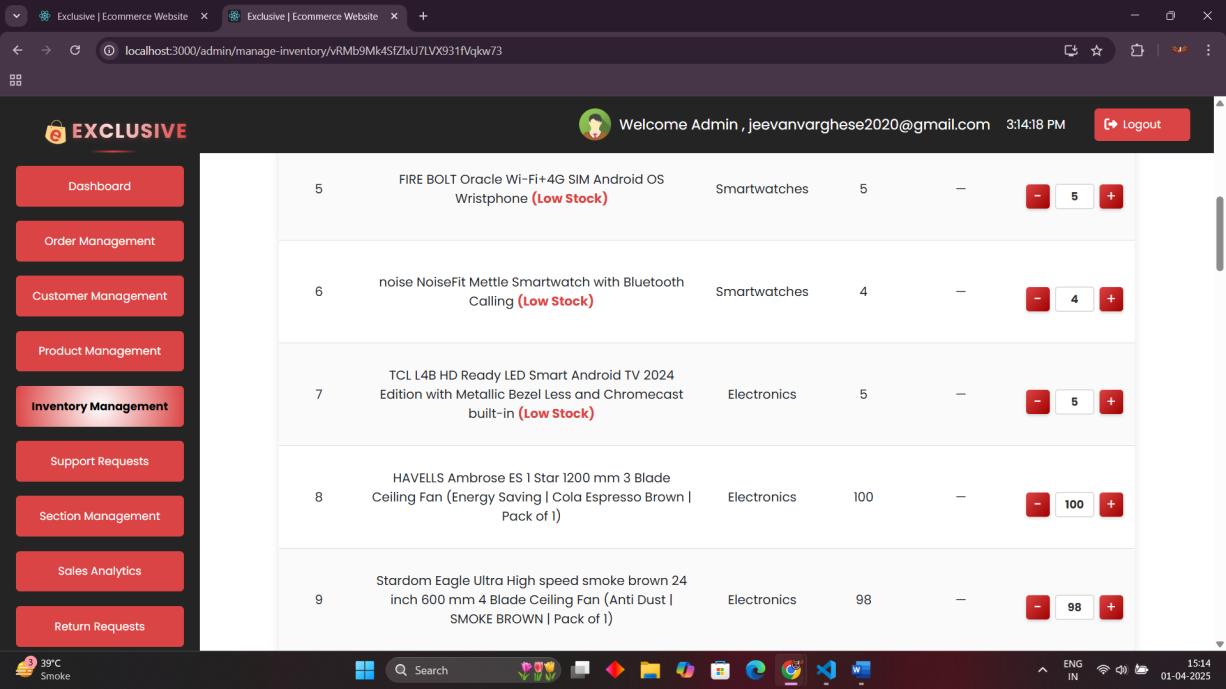 Exclusive | Ecommerce Website
Exclusive | Ecommerce Website
localhost:3000/admin/manage-inventory/
EXCLUSIVE
Welcome Admin , jeevanvarghese2020@gmail.com
3:14:18 PM
Logout
Dashboard
Order Management
Customer Management
Product Management
Inventory Management
Support Requests
Section Management
Sales Analytics
Return Requests
5
FIRE BOLT Oracle Wi-Fi+4G SIM Android OS
Wristphone (Low Stock)
Smartwatches
5
—
- 5 +
6
noise NoiseFit Mettle Smartwatch with Bluetooth
Calling (Low Stock)
Smartwatches
4
—
- 4 +
7
TCL L4B HD Ready LED Smart Android TV 2024
Edition with Metallic Bezel Less and Chromecast
built-in (Low Stock)
Electronics
5
—
- 5 +
8
HAVELLS Ambrose ES 1 Star 1200 mm 3 Blade
Ceiling Fan (Energy Saving | Cola Espresso Brown |
Pack of 1)
Electronics
100
—
- 100 +
9
Stardom Eagle Ultra High speed smoke brown 24
inch 600 mm 4 Blade Ceiling Fan (Anti Dust |
SMOKE BROWN | Pack of 1)
Electronics
98
—
- 98 +
3
39°C
Smoke
Search
ENG
IN
15:14
01-04-2025